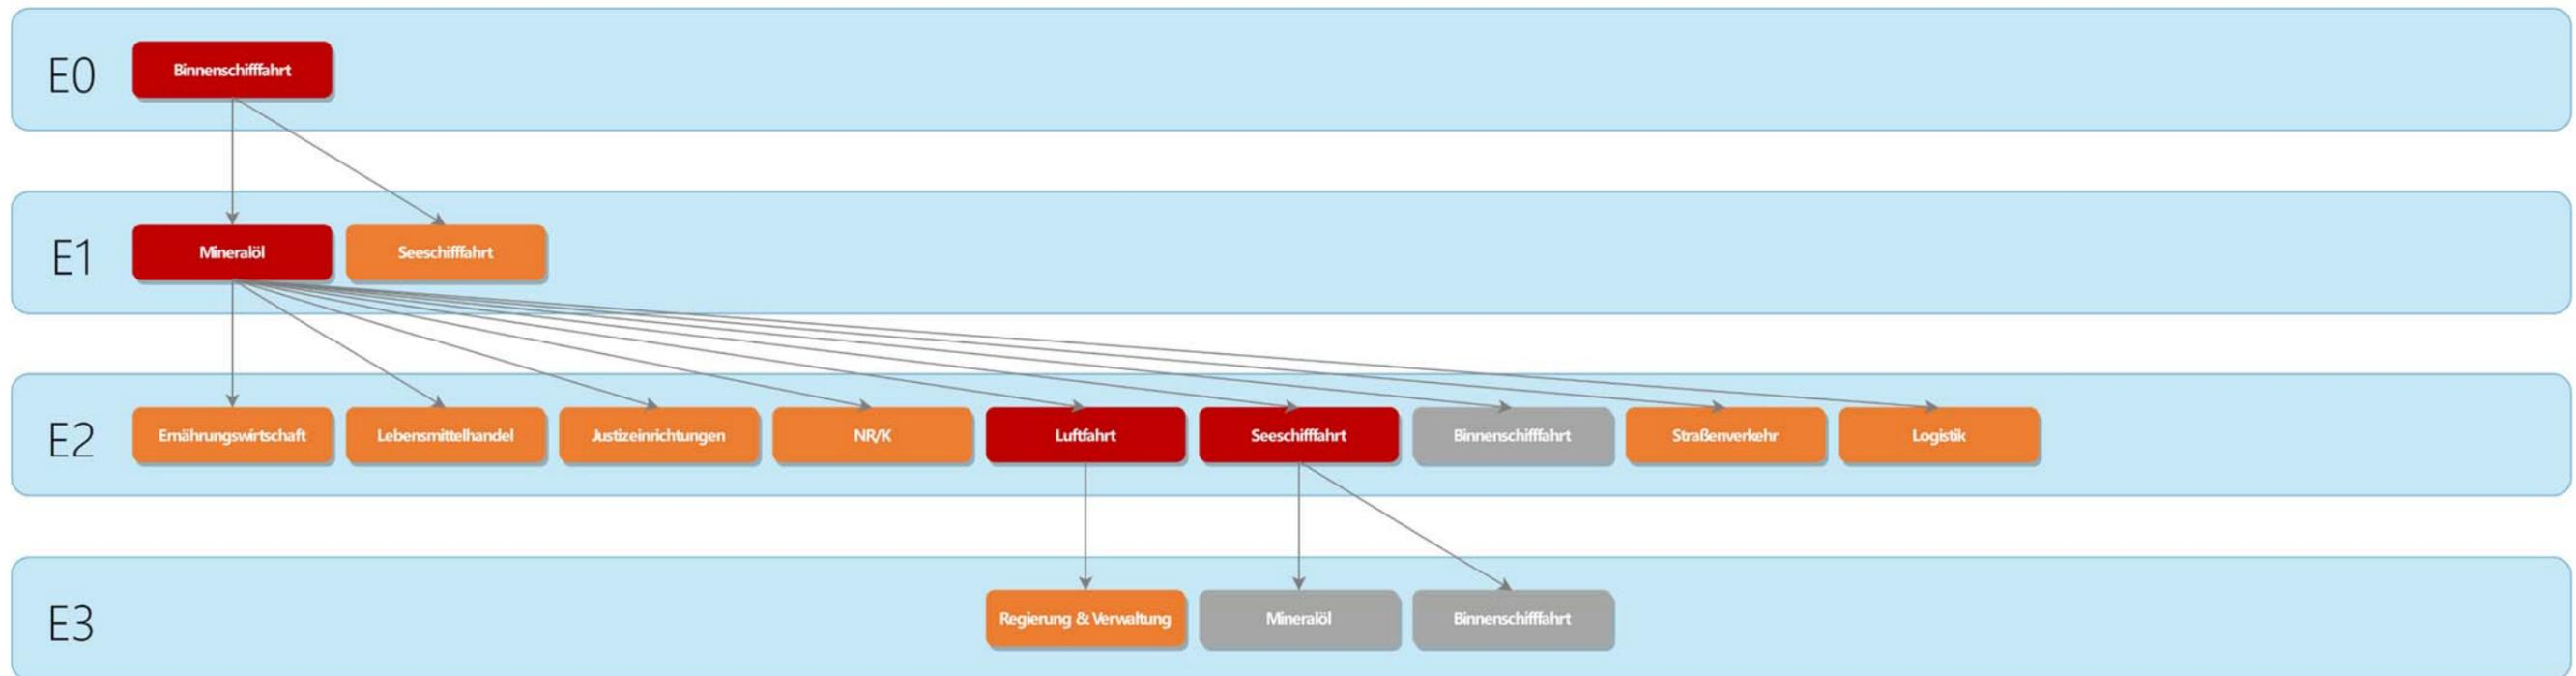 E0
Binnenschifffahrt
E1
Mineralöl
Seeschifffahrt
E2
Ernährungswirtschaft
Lebensmittelhandel
Justizeinrichtungen
NR/K
Luftfahrt
Seeschifffahrt
Binnenschifffahrt
Straßenverkehr
Logistik
E3
Regierung & Verwaltung
Mineralöl
Binnenschifffahrt